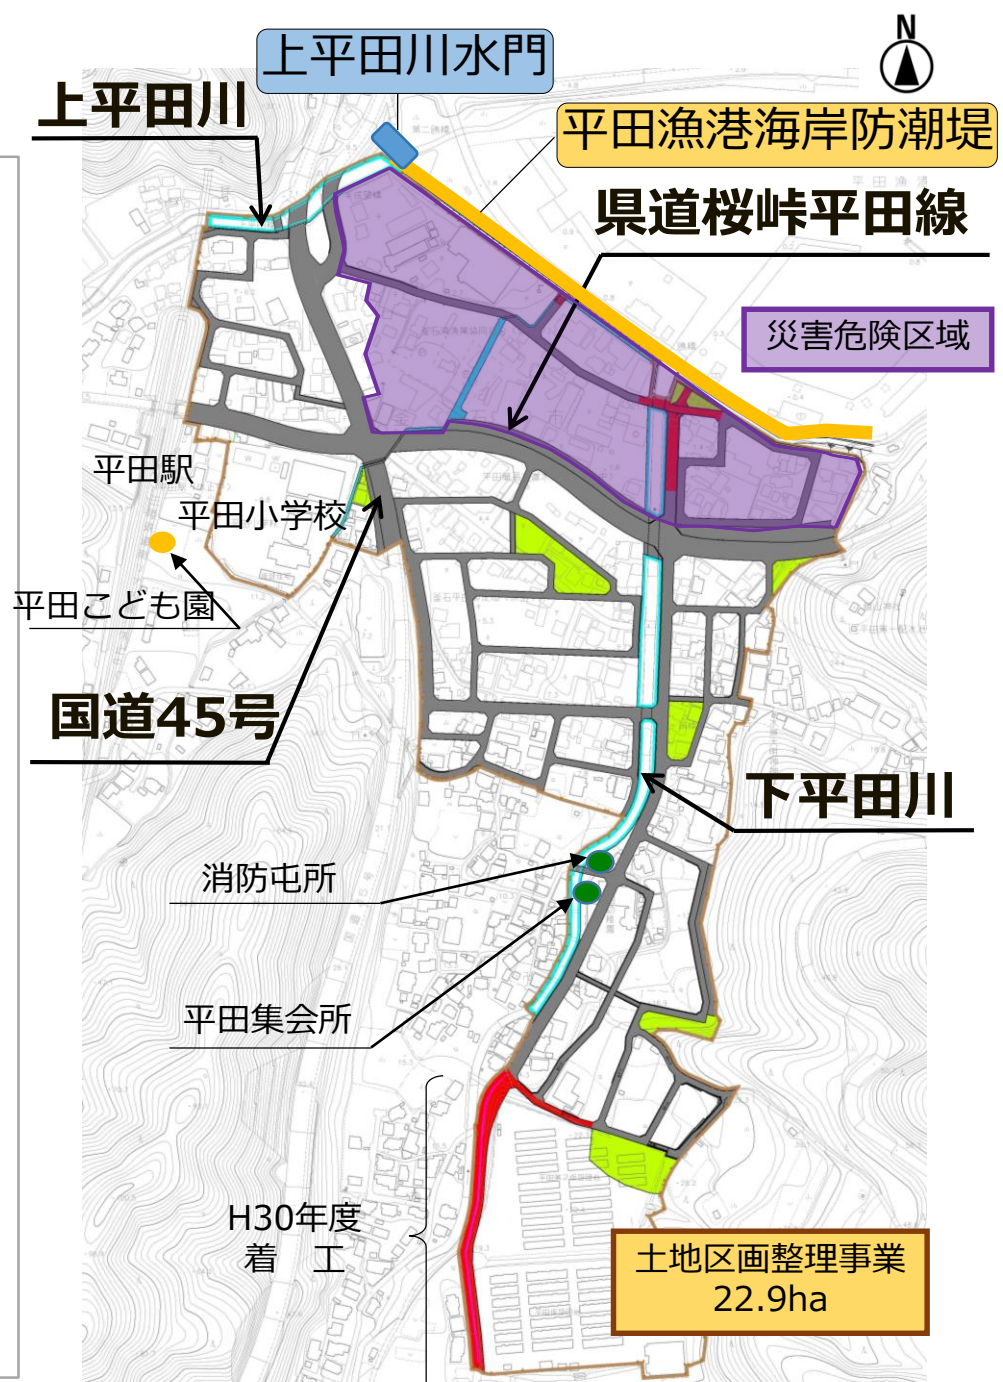 N
上平田川水門
上平田川
平田漁港海岸防潮堤
県道桜峠平田線
災害危険区域
平田駅
平田小学校
平田こども園
国道45号
下平田川
消防屯所
平田集会所
H30年度
着　工
土地区画整理事業
22.9ha